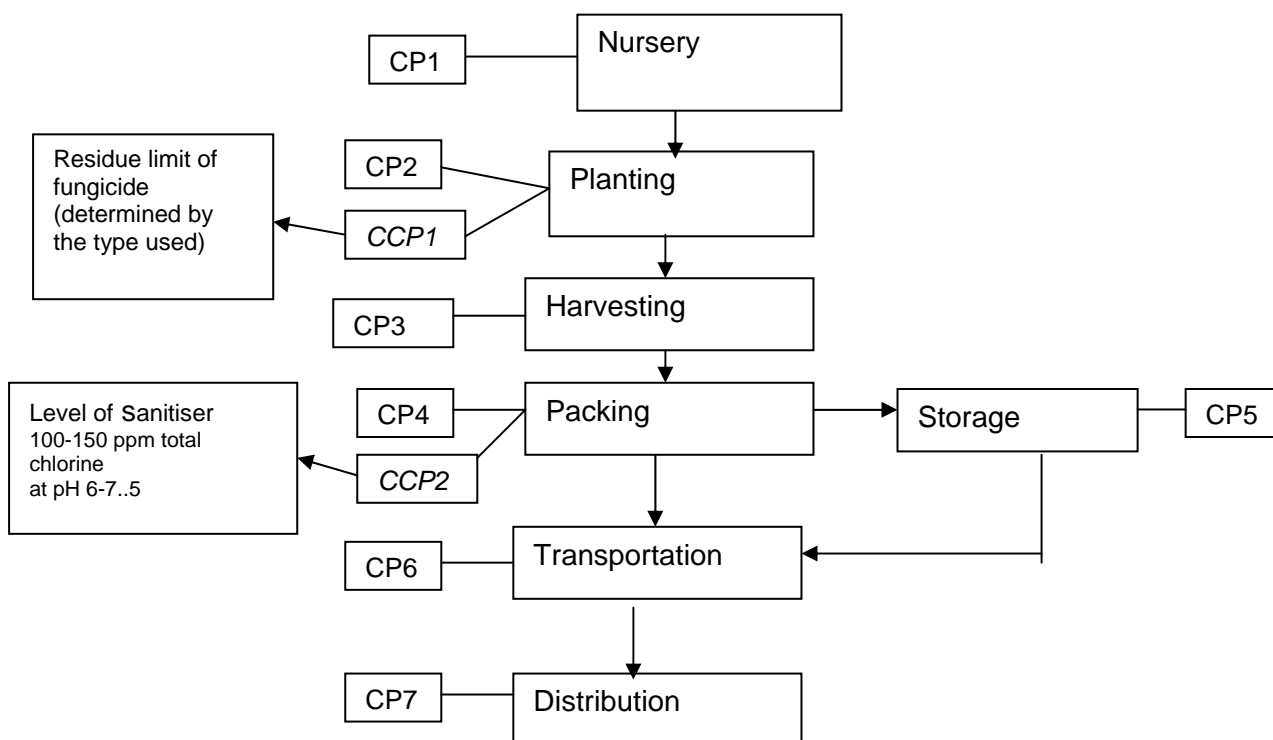 Nursery
CP1
Residue limit of
fungicide
(determined by
the type used)
CP2
Planting
CCP1
Harvesting
CP3
Level of sanitiser
100-150 ppm total
chlorine
at pH 6-7..5
CP4
Packing
Storage
CP5
CCP2
Transportation
CP6
CP7
Distribution